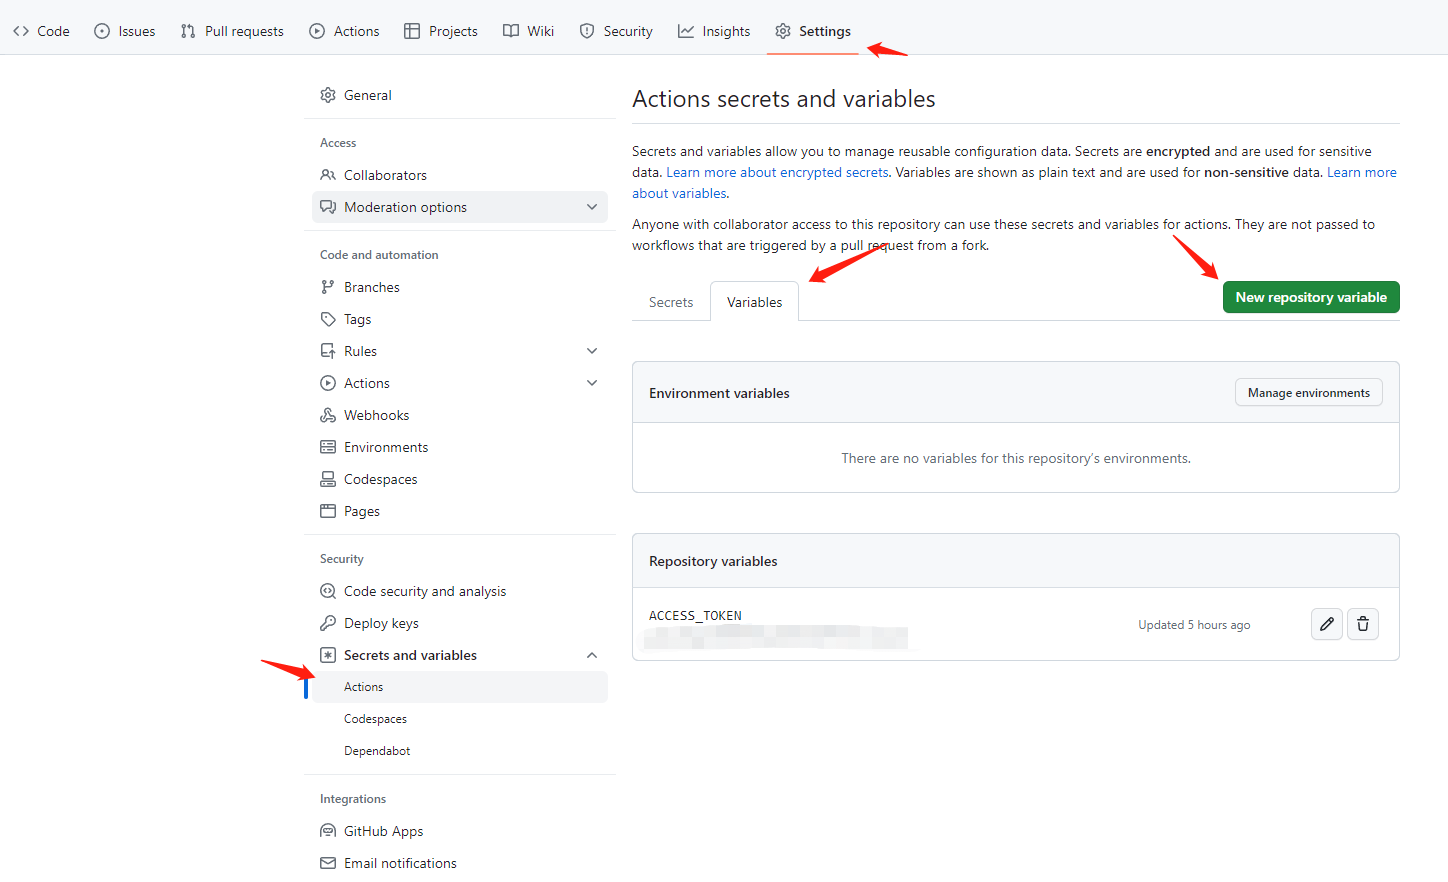 Code Issues Pull requests Actions Projects Wiki Security Insights Settings
General
Access
Collaborators
Moderation options
Code and automation
Branches
Tags
Rules
Actions
Webhooks
Environments
Codespaces
Pages
Security
Code security and analysis
Deploy keys
Secrets and variables
Actions
Codespaces
Dependabot
Integrations
GitHub Apps
Email notifications
Actions secrets and variables
Secrets and variables allow you to manage reusable configuration data. Secrets are encrypted and are used for sensitive
data. Learn more about encrypted secrets. Variables are shown as plain text and are used for non-sensitive data. Learn more
about variables.
Anyone with collaborator access to this repository can use these secrets and variables for actions. They are not passed to
workflows that are triggered by a pull request from a fork.
Secrets Variables New repository variable
Environment variables Manage environments
There are no variables for this repository's environments.
Repository variables
ACCESS_TOKEN
Updated 5 hours ago